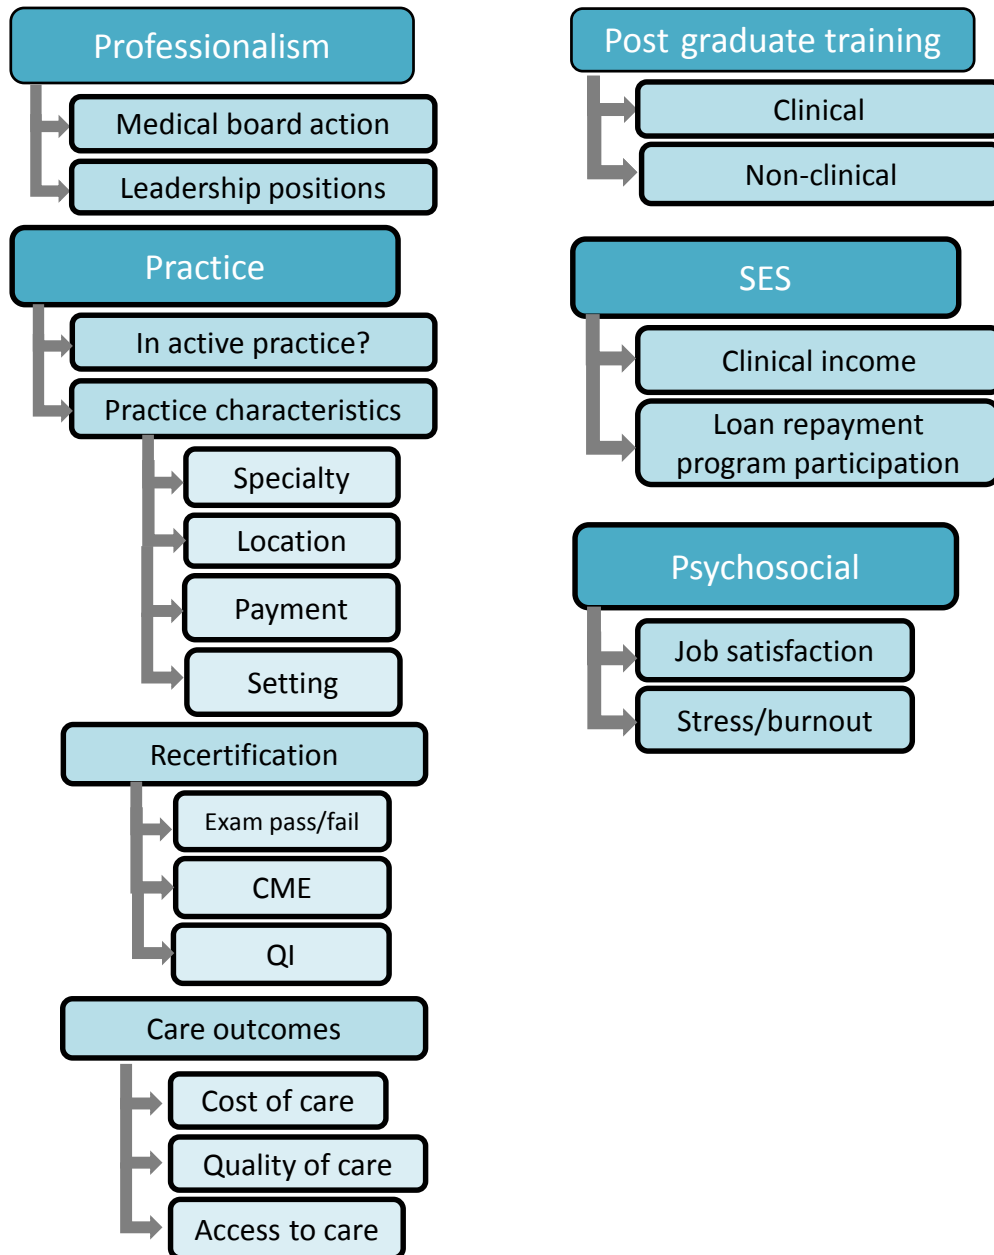 Professionalism
Medical board action
Leadership positions
Practice
In active practice?
Practice characteristics
Specialty
Location
Payment
Setting
Recertification
Exam pass/fail
CME
QI
Care outcomes
Cost of care
Quality of care
Access to care
Post graduate training
Clinical
Non-clinical
SES
Clinical income
Loan repayment
program participation
Psychosocial
Job satisfaction
Stress/burnout